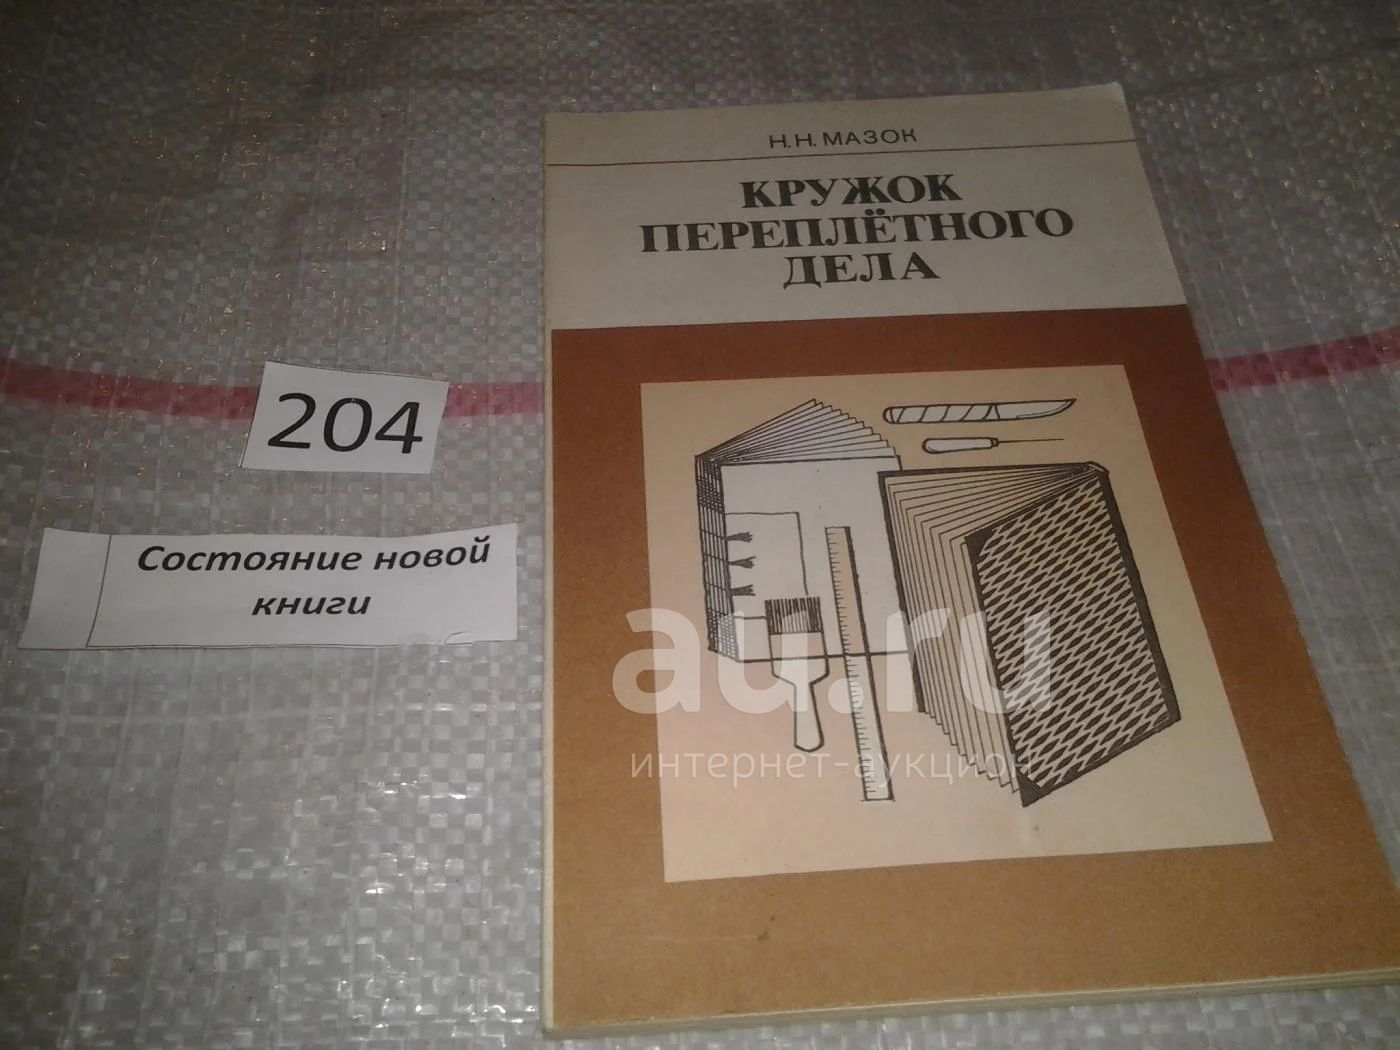 Н.Н. МАЗОК
КРУЖОК
ПЕРЕПЛЁТНОГО
ДЕЛА
204
Состояние новой
книги
au.ru
интернет-аукцион